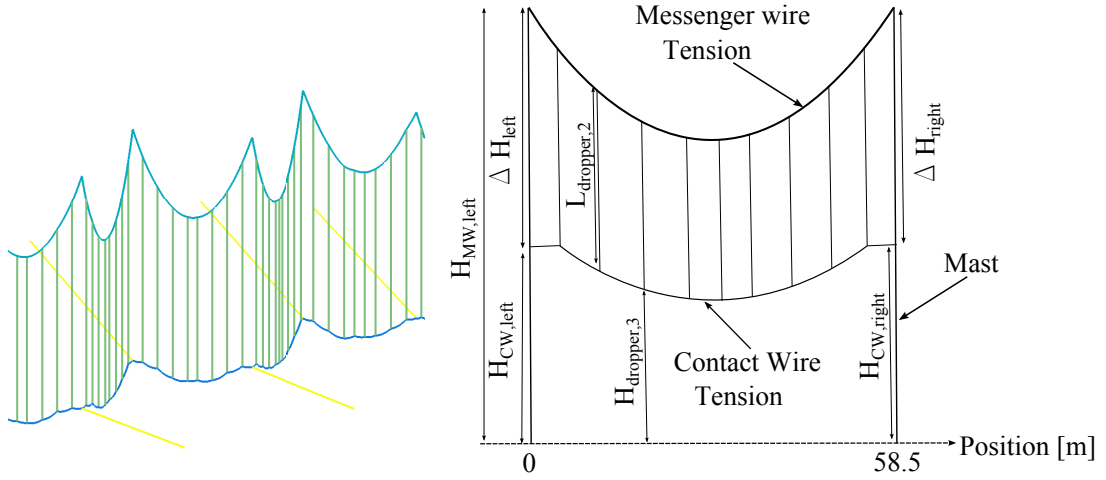 Messenger wire
Tension
Δ H_left
H_MW,left
L_dropper,2
Δ H_right
H_CW,left
H_dropper,3
H_CW,right
Mast
Contact Wire
Tension
Position [m]
0
58.5